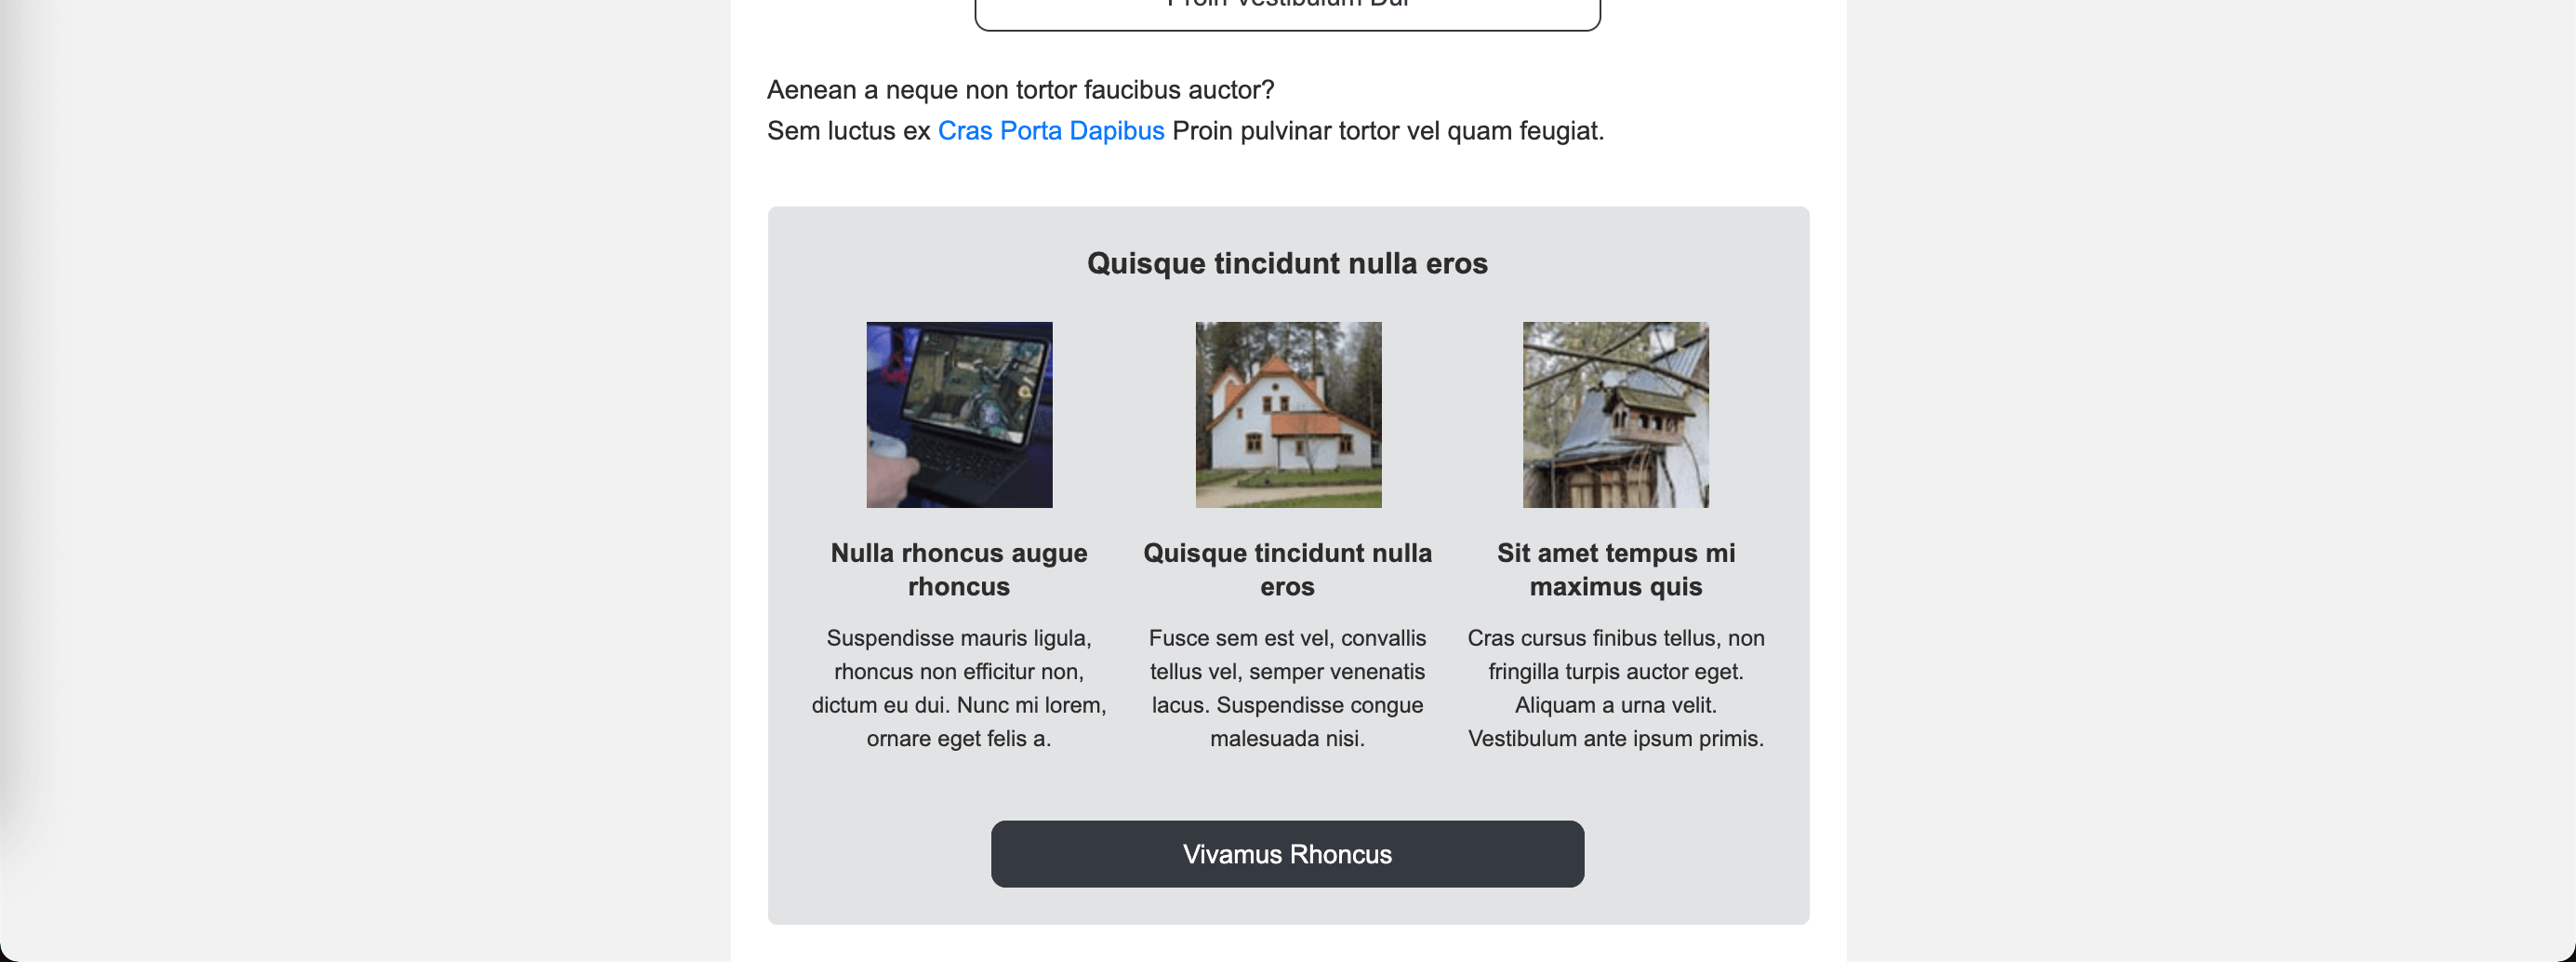 Proin Vestibulum Dui
Aenean a neque non tortor faucibus auctor?
Sem luctus ex Cras Porta Dapibus Proin pulvinar tortor vel quam feugiat.
Quisque tincidunt nulla eros
Nulla rhoncus augue
rhoncus
Suspendisse mauris ligula,
rhoncus non efficitur non,
dictum eu dui. Nunc mi lorem,
ornare eget felis a.
Quisque tincidunt nulla
eros
Fusce sem est vel, convallis
tellus vel, semper venenatis
lacus. Suspendisse congue
malesuada nisi.
Sit amet tempus mi
maximus quis
Cras cursus finibus tellus, non
fringilla turpis auctor eget.
Aliquam a urna velit.
Vestibulum ante ipsum primis.
Vivamus Rhoncus